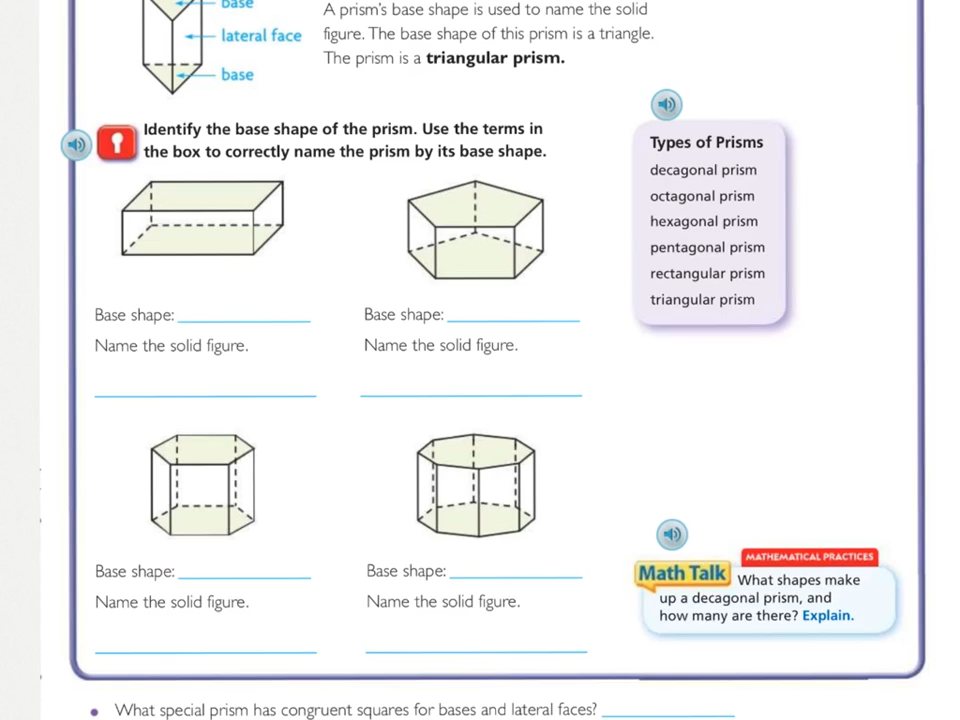 base
lateral face
base
A prism's base shape is used to name the solid
figure. The base shape of this prism is a triangle.
The prism is a triangular prism.
Identify the base shape of the prism. Use the terms in
the box to correctly name the prism by its base shape.
Types of Prisms
decagonal prism
octagonal prism
hexagonal prism
pentagonal prism
rectangular prism
triangular prism
Base shape:
Name the solid figure.
Base shape:
Name the solid figure.
Base shape:
Name the solid figure.
Base shape:
Name the solid figure.
MATHEMATICAL PRACTICES
Math Talk What shapes make
up a decagonal prism, and
how many are there? Explain.
• What special prism has congruent squares for bases and lateral faces?